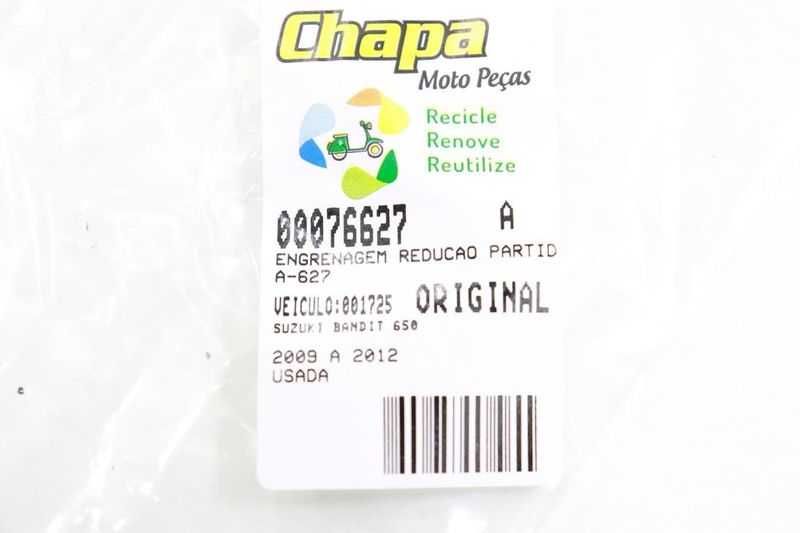 Chapa
Moto Peças
Recicle
Renove
Reutilize
00076627 A
ENGRENAGEM REDUCAO PARTID
A-627
VEICULO:001725 ORIGINAL
SUZUKI BANDIT 650
2009 A 2012
USADA